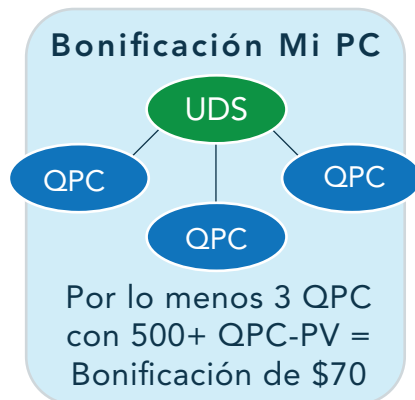 Bonificación Mi PC
UDS
QPC
QPC
QPC
Por lo menos 3 QPC
con 500+ QPC-PV =
Bonificación de $70